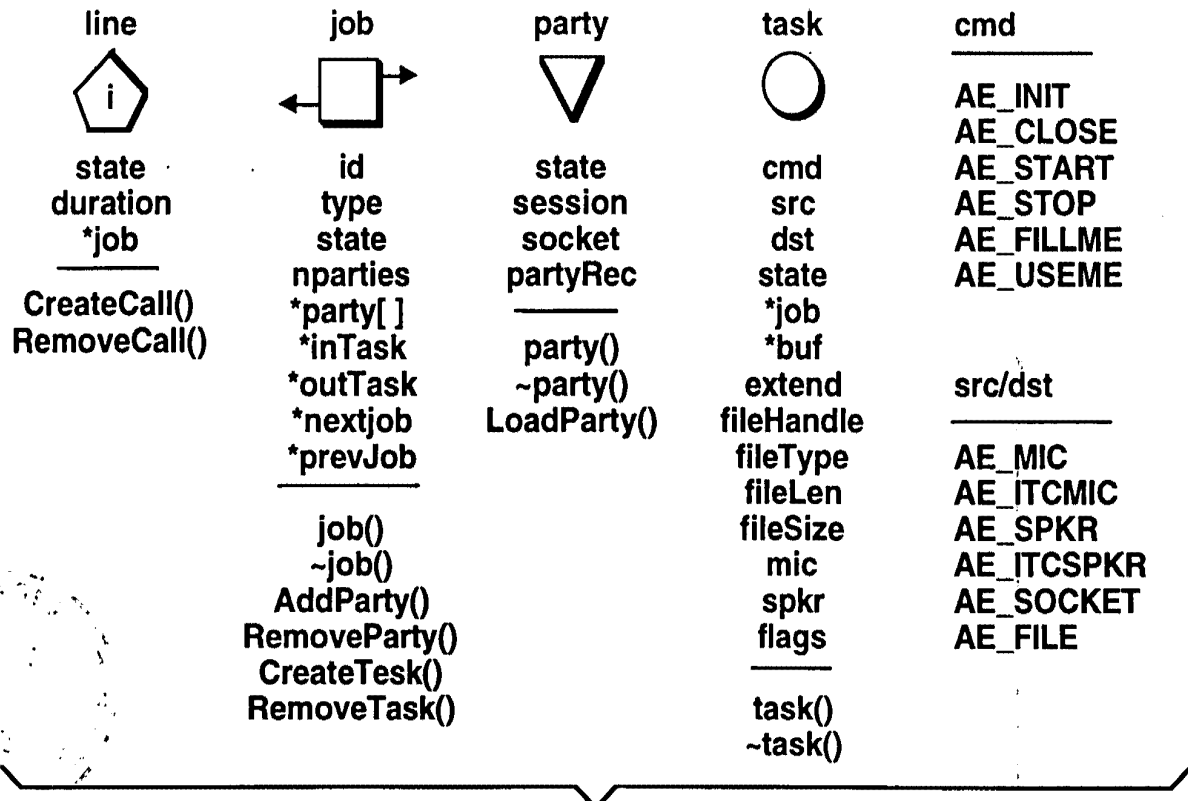 line
i
state
duration
*job
CreateCall()
RemoveCall()
job
id
type
state
nparties
*party[ ]
*inTask
*outTask
*nextjob
*prevJob
job()
~job()
AddParty()
RemoveParty()
CreateTesk()
RemoveTask()
party
state
session
socket
partyRec
party()
~party()
LoadParty()
task
cmd
src
dst
state
*job
*buf
extend
fileHandle
fileType
fileLen
fileSize
mic
spkr
flags
task()
~task()
cmd
AE_INIT
AE_CLOSE
AE_START
AE_STOP
AE_FILLME
AE_USEME
src/dst
AE_MIC
AE_ITCMIC
AE_SPKR
AE_ITCSPKR
AE_SOCKET
AE_FILE